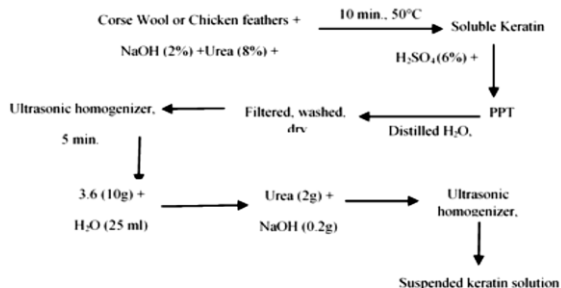 Corse Wool or Chicken feathers +
NaOH (2%) +Urea (8%) +
10 min., 50°C
Soluble Keratin
H₂SO₄(6%) +
PPT
Distilled H₂O,
Filtered, washed,
dry
Ultrasonic homogenizer,
5 min.
3.6 (10g) +
H₂O (25 ml)
Urea (2g) +
NaOH (0.2g)
Ultrasonic
homogenizer,
Suspended keratin solution